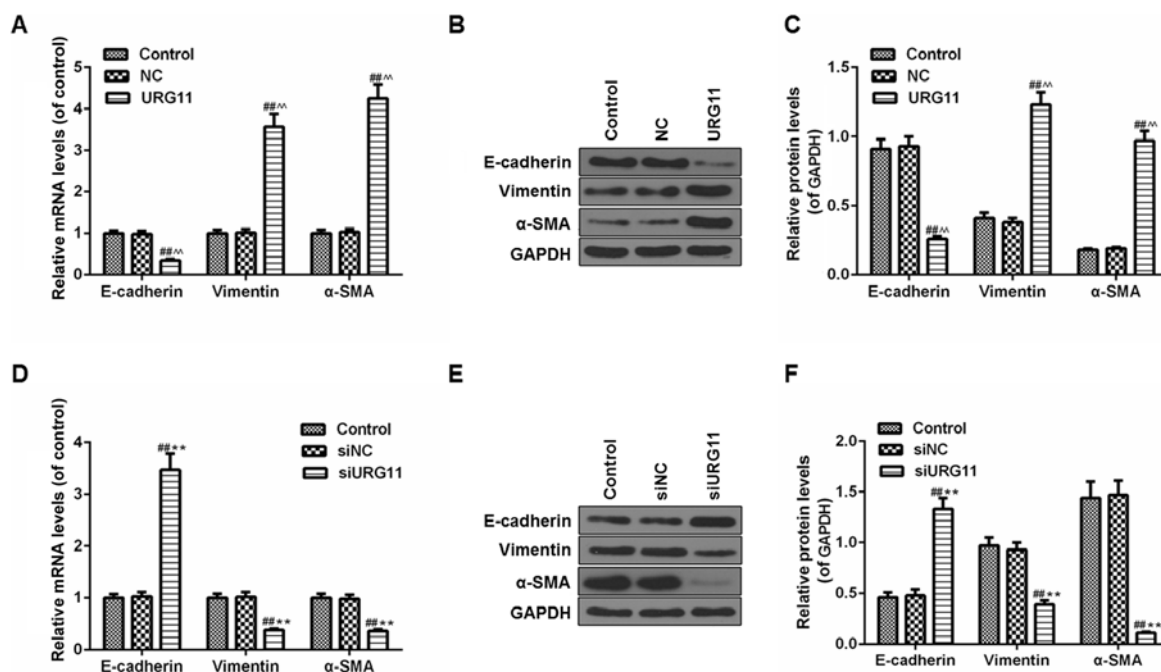 A
Control
NC
URG11
Relative mRNA levels (of control)
5
4
3
2
1
0
##^^
##^^
##^^
E-cadherin
Vimentin
α-SMA
B
Control
NC
URG11
E-cadherin
Vimentin
α-SMA
GAPDH
C
Control
NC
URG11
Relative protein levels
(of GAPDH)
1.5
1.0
0.5
0.0
##^^
##^^
##^^
E-cadherin
Vimentin
α-SMA
D
Control
siNC
siURG11
Relative mRNA levels (of control)
4
3
2
1
0
##**
##**
##**
E-cadherin
Vimentin
α-SMA
E
Control
siNC
siURG11
E-cadherin
Vimentin
α-SMA
GAPDH
F
Control
siNC
siURG11
Relative protein levels
(of GAPDH)
2.0
1.5
1.0
0.5
0.0
##**
##**
##**
E-cadherin
Vimentin
α-SMA